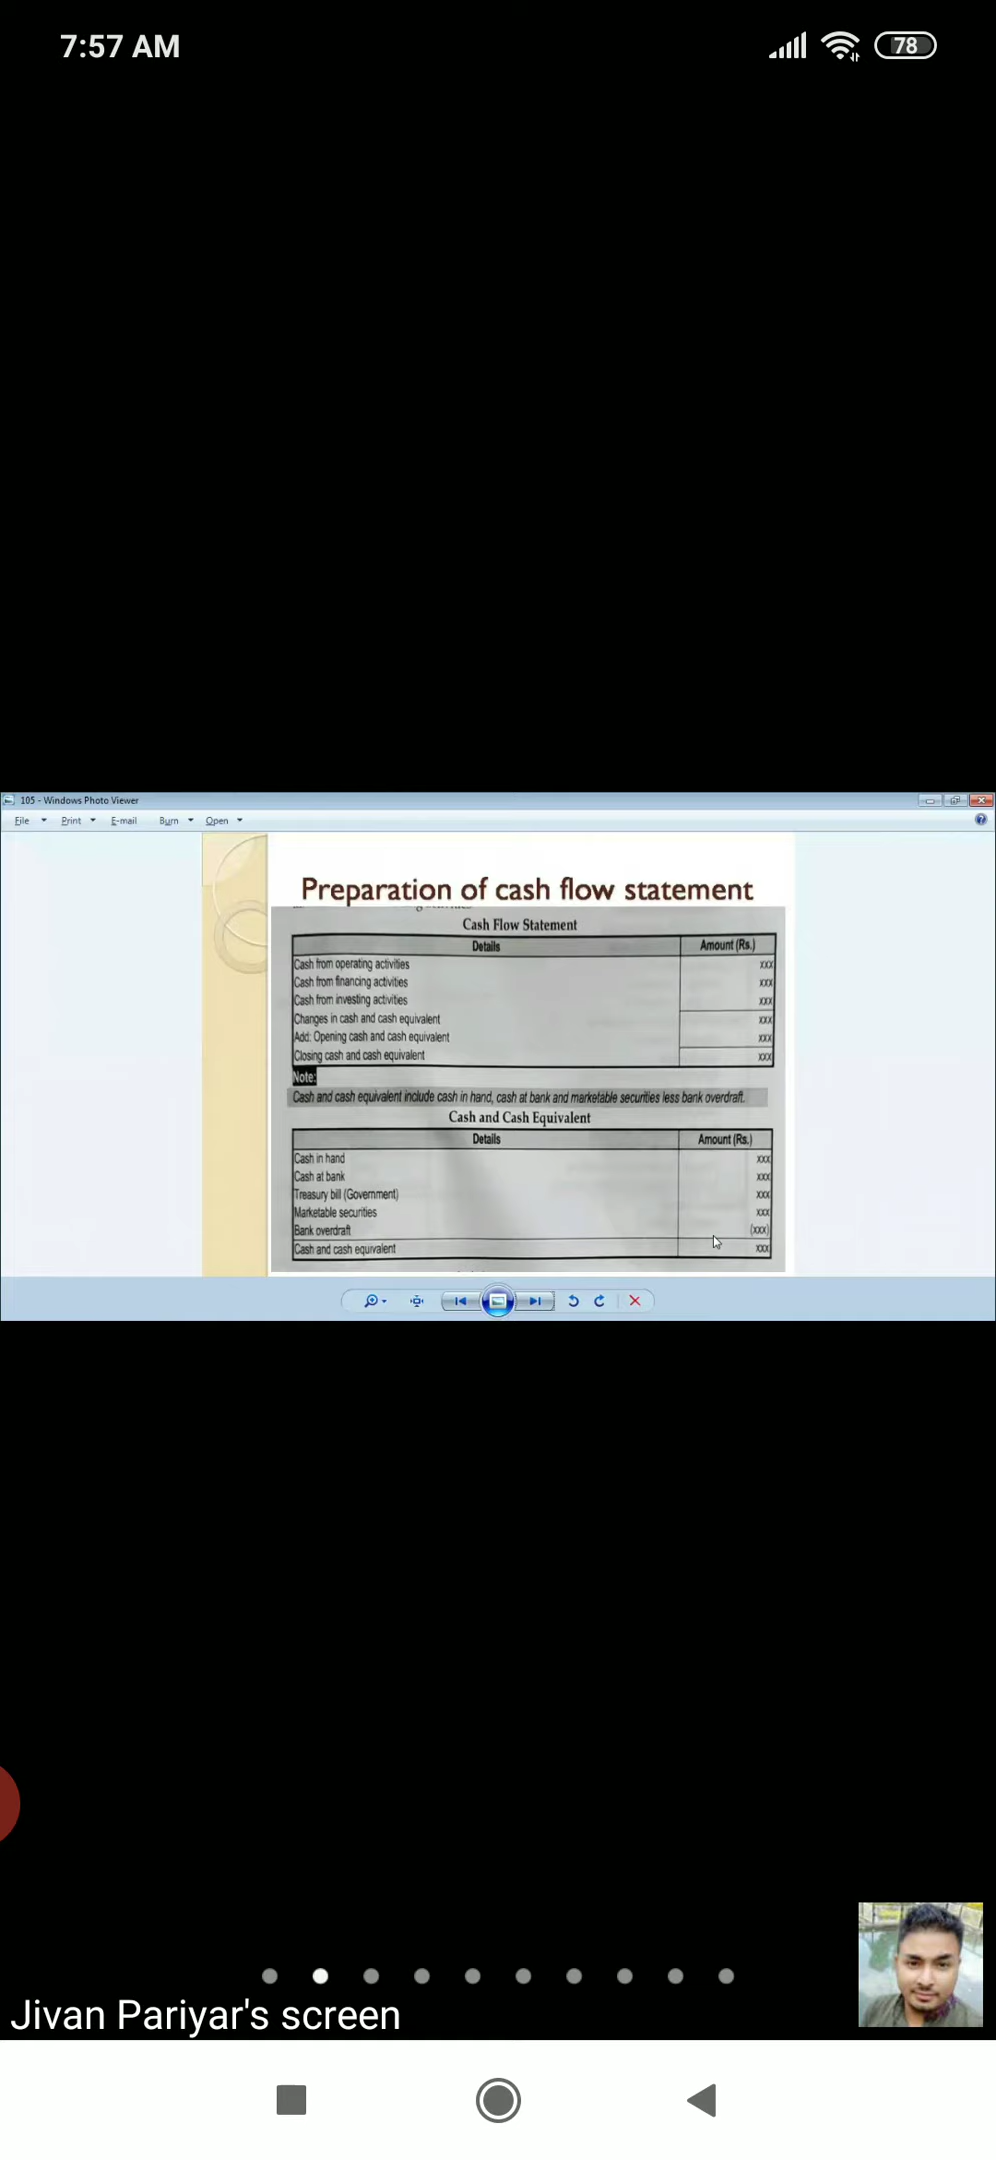 7:57 AM
78
105 - Windows Photo Viewer
File Print E-mail Burn Open
Preparation of cash flow statement
Cash Flow Statement
Details Amount (Rs.)
Cash from operating activities xxx
Cash from financing activities xxx
Cash from investing activities xxx
Changes in cash and cash equivalent xxx
Add: Opening cash and cash equivalent xxx
Closing cash and cash equivalent xxx
Note:
Cash and cash equivalent include cash in hand, cash at bank and marketable securities less bank overdraft.
Cash and Cash Equivalent
Details Amount (Rs.)
Cash in hand xxx
Cash at bank xxx
Treasury bill (Government) xxx
Marketable securities xxx
Bank overdraft (xxx)
Cash and cash equivalent xxx
Jivan Pariyar's screen